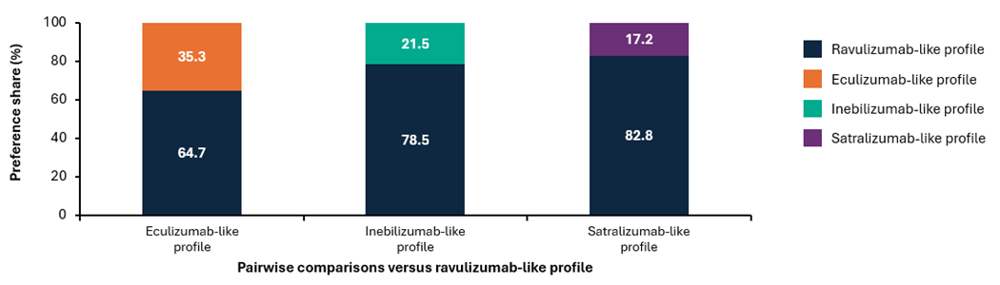 Preference share (%)
100
80
60
40
20
0
35.3
64.7
21.5
78.5
17.2
82.8
Eculizumab-like
profile
Inebilizumab-like
profile
Satralizumab-like
profile
Pairwise comparisons versus ravulizumab-like profile
Ravulizumab-like profile
Eculizumab-like profile
Inebilizumab-like profile
Satralizumab-like profile